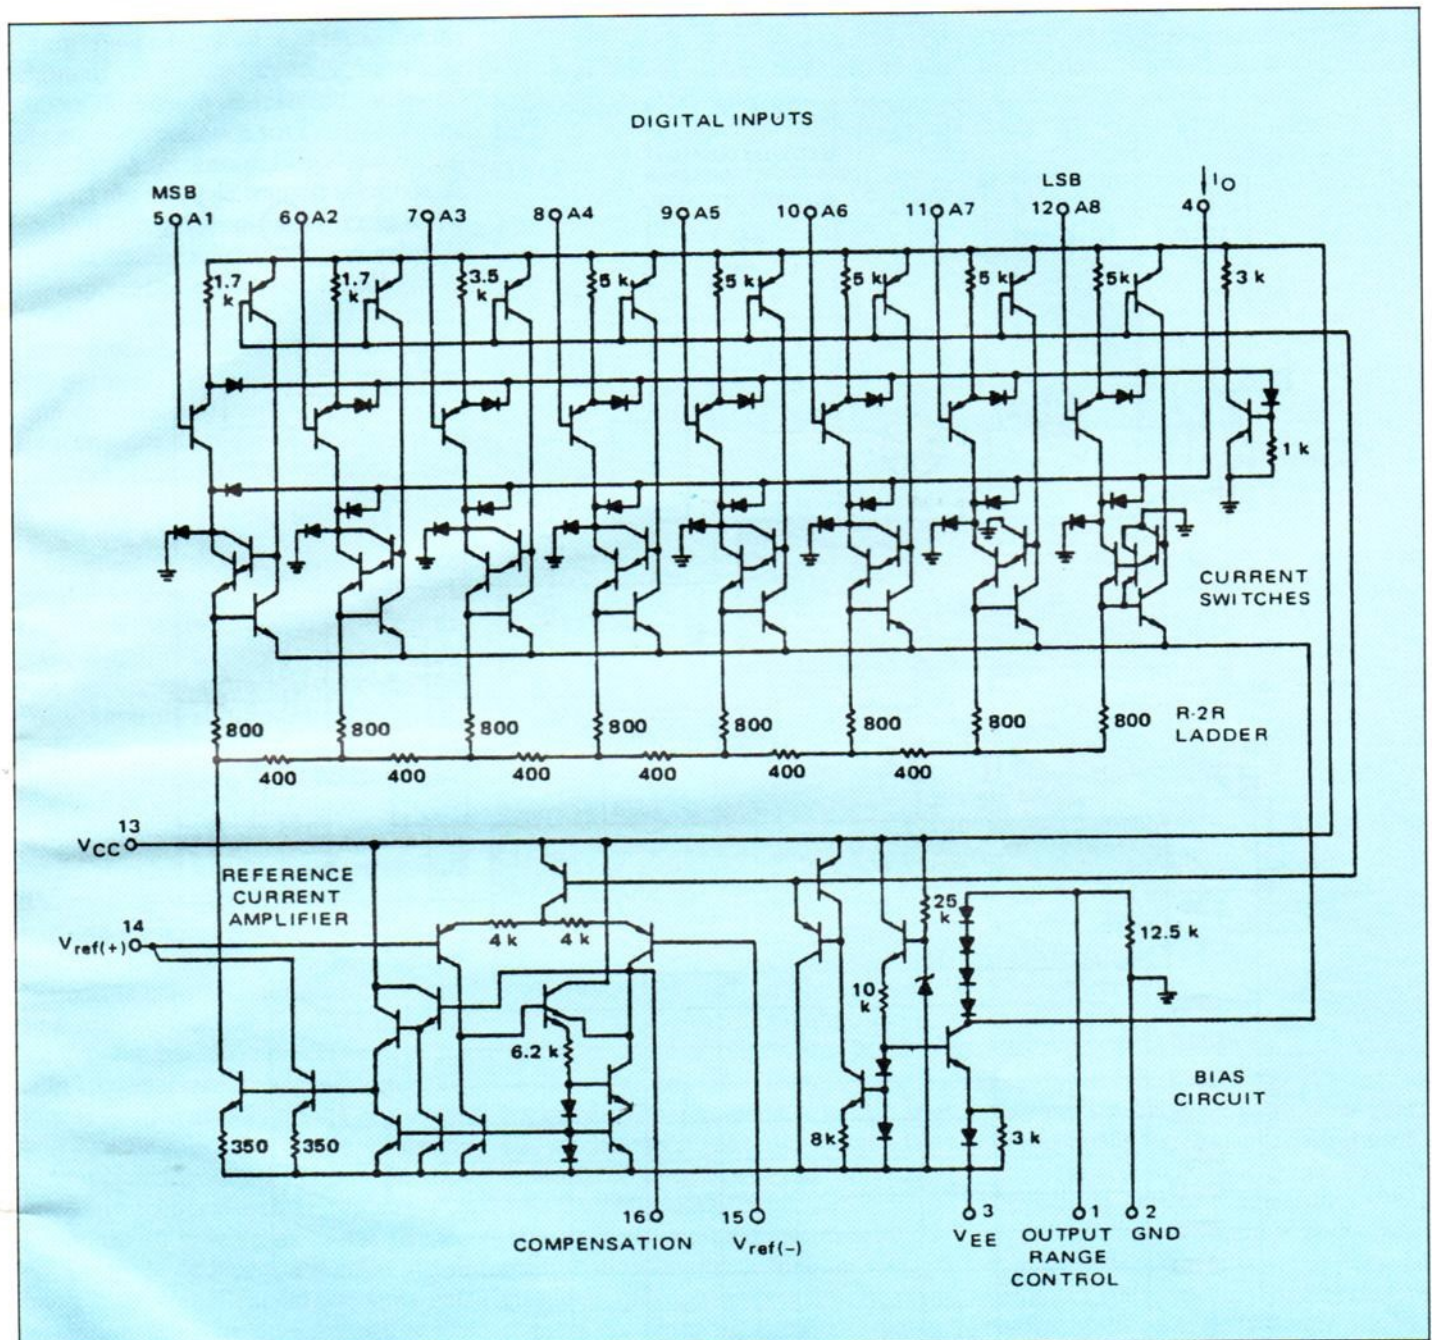 DIGITAL INPUTS
MSB LSB IO
5 A1 6 A2 7 A3 8 A4 9 A5 10 A6 11 A7 12 A8 4
1.7 k 1.7 k 3.5 k 5 k 5 k 5 k 5 k 5k 3 k
1 k
CURRENT
SWITCHES
800 800 800 800 800 800 800 800
R-2R
LADDER
400 400 400 400 400 400
13
VCC
REFERENCE
CURRENT
AMPLIFIER
14
Vref(+)
4 k 4 k
25 k
12.5 k
10 k
6.2 k
BIAS
CIRCUIT
350 350 8k 3 k
16 15 3 1 2
COMPENSATION Vref(-) VEE OUTPUT GND
RANGE
CONTROL